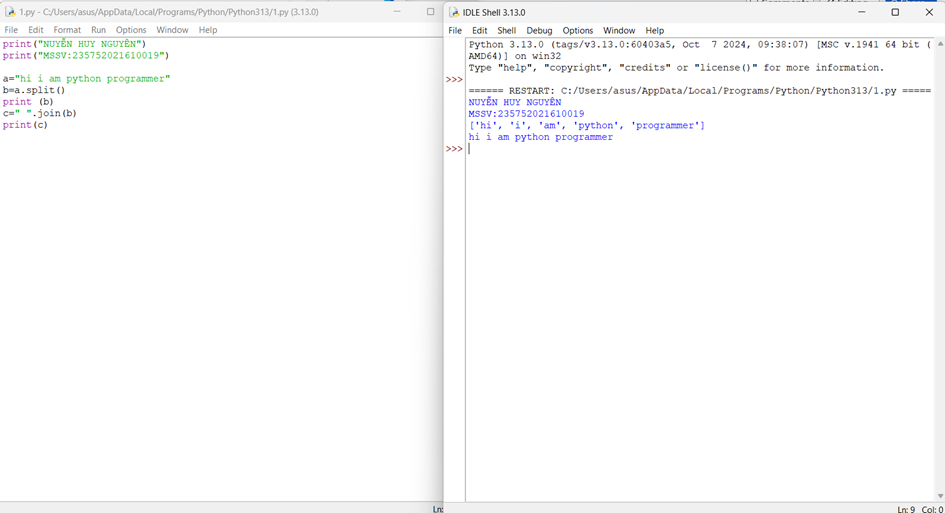 1.py - C:/Users/asus/AppData/Local/Programs/Python/Python313/1.py (3.13.0)
File Edit Format Run Options Window Help
print("NUYỄN HUY NGUYÊN")
print("MSSV:235752021610019")
a="hi i am python programmer"
b=a.split()
print (b)
c=" ".join(b)
print(c)
Ln:
IDLE Shell 3.13.0
File Edit Shell Debug Options Window Help
Python 3.13.0 (tags/v3.13.0:60403a5, Oct  7 2024, 09:38:07) [MSC v.1941 64 bit (
AMD64)] on win32
Type "help", "copyright", "credits" or "license()" for more information.
>>>
====== RESTART: C:/Users/asus/AppData/Local/Programs/Python/Python313/1.py =====
NUYỄN HUY NGUYÊN
MSSV:235752021610019
['hi', 'i', 'am', 'python', 'programmer']
hi i am python programmer
>>>
Ln: 9 Col: 0